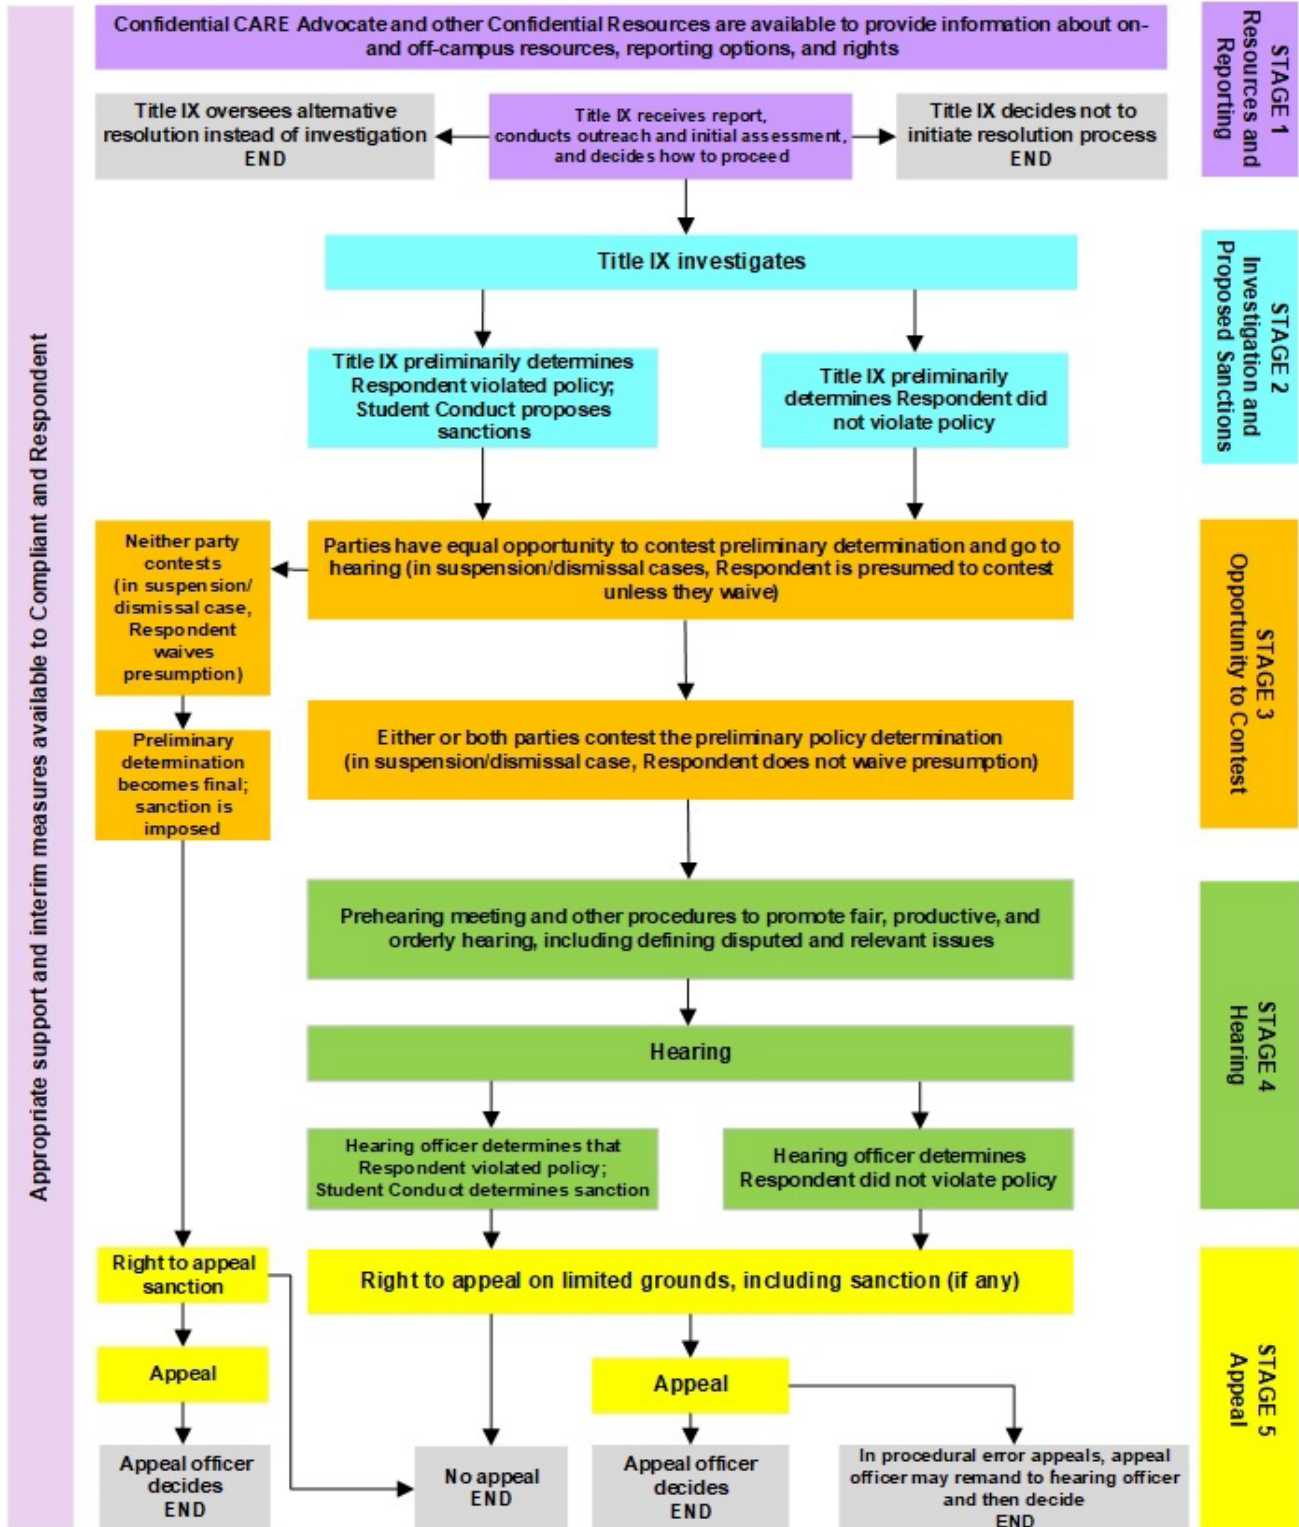 Confidential CARE Advocate and other Confidential Resources are available to provide information about on-
and off-campus resources, reporting options, and rights
STAGE 1
Resources and
Reporting
Title IX oversees alternative
resolution instead of investigation
END
Title IX receives report,
conducts outreach and initial assessment,
and decides how to proceed
Title IX decides not to
initiate resolution process
END
Appropriate support and interim measures available to Compliant and Respondent
Title IX investigates
STAGE 2
Investigation and
Proposed Sanctions
Title IX preliminarily determines
Respondent violated policy;
Student Conduct proposes
sanctions
Title IX preliminarily
determines Respondent did
not violate policy
Neither party
contests
(in suspension/
dismissal case,
Respondent
waives
presumption)
Parties have equal opportunity to contest preliminary determination and go to
hearing (in suspension/dismissal cases, Respondent is presumed to contest
unless they waive)
STAGE 3
Opportunity to Contest
Preliminary
determination
becomes final;
sanction is
imposed
Either or both parties contest the preliminary policy determination
(in suspension/dismissal case, Respondent does not waive presumption)
Prehearing meeting and other procedures to promote fair, productive, and
orderly hearing, including defining disputed and relevant issues
STAGE 4
Hearing
Hearing
Hearing officer determines that
Respondent violated policy;
Student Conduct determines sanction
Hearing officer determines
Respondent did not violate policy
Right to appeal
sanction
Right to appeal on limited grounds, including sanction (if any)
STAGE 5
Appeal
Appeal
Appeal
Appeal officer
decides
END
No appeal
END
Appeal officer
decides
END
In procedural error appeals, appeal
officer may remand to hearing officer
and then decide
END